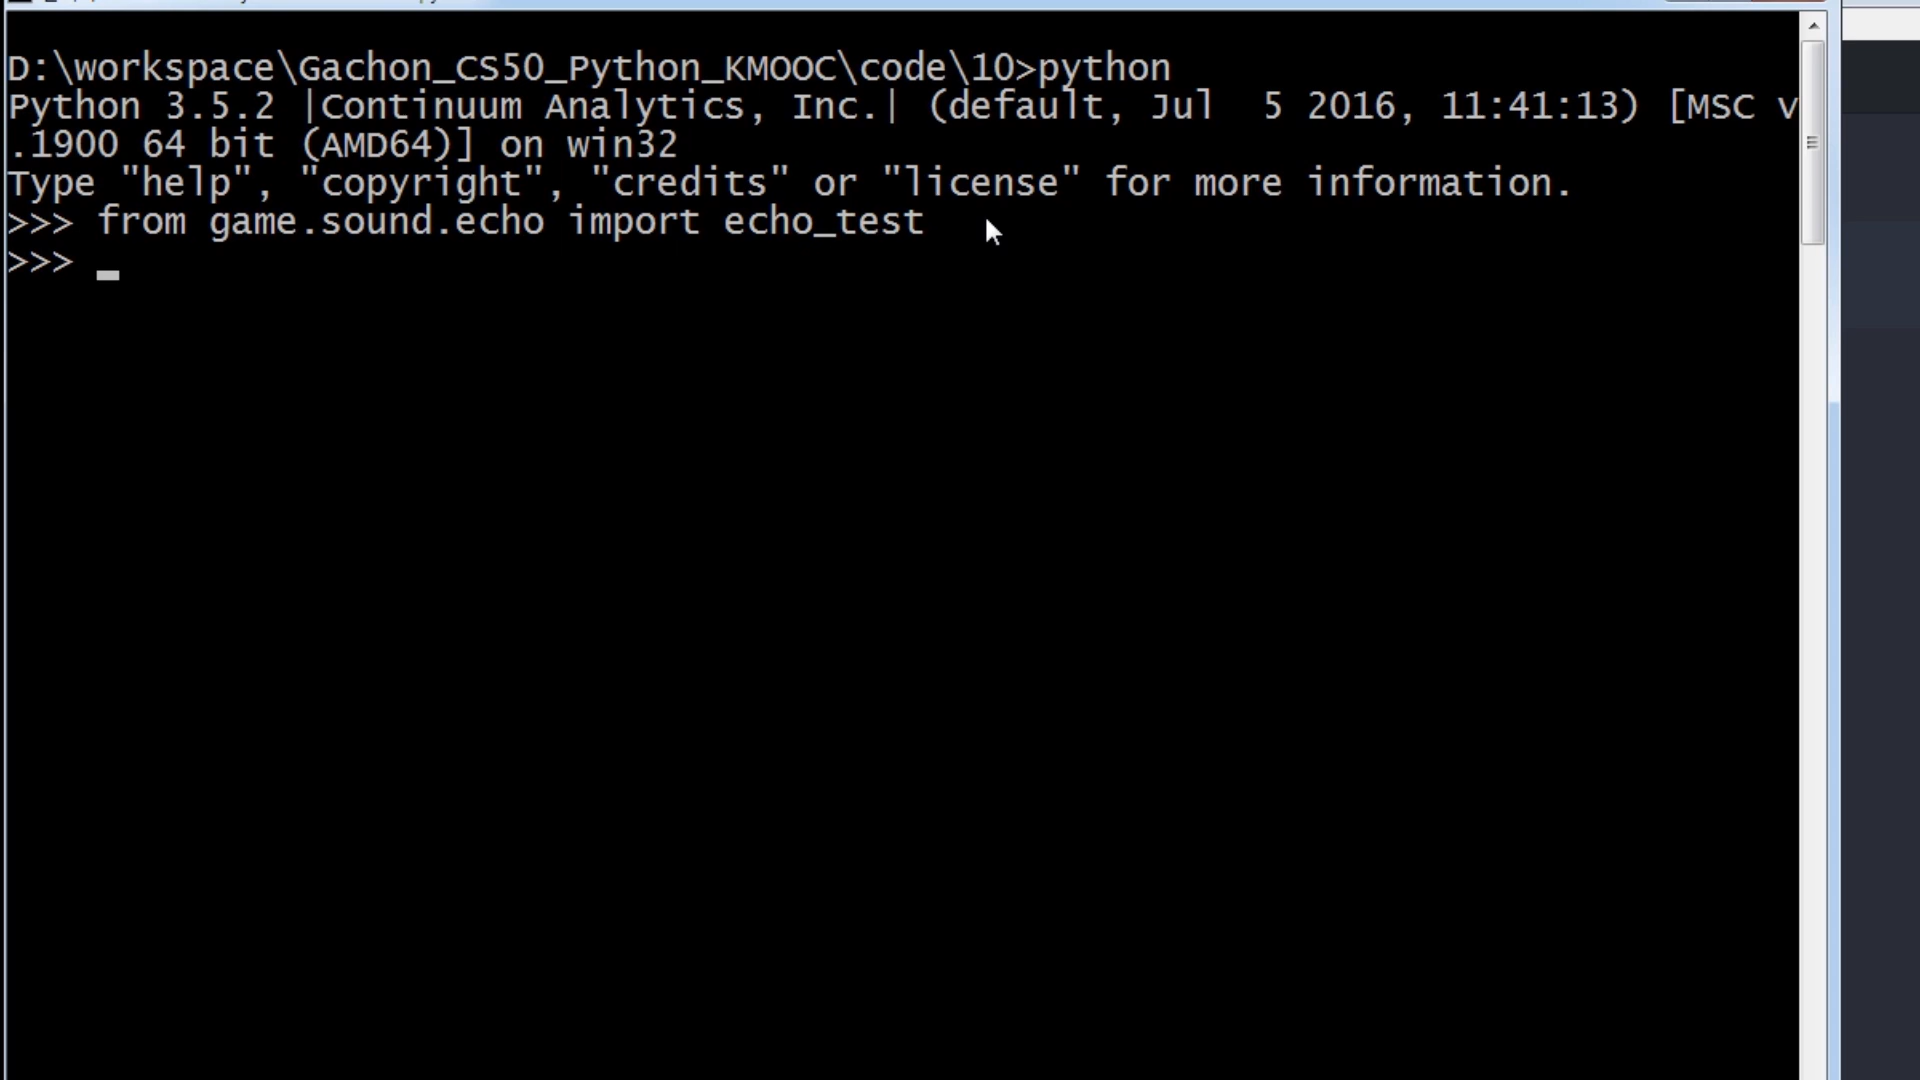 D:\workspace\Gachon_CS50_Python_KMOOC\code\10>python
Python 3.5.2 |Continuum Analytics, Inc.| (default, Jul  5 2016, 11:41:13) [MSC v
.1900 64 bit (AMD64)] on win32
Type "help", "copyright", "credits" or "license" for more information.
>>> from game.sound.echo import echo_test
>>> _